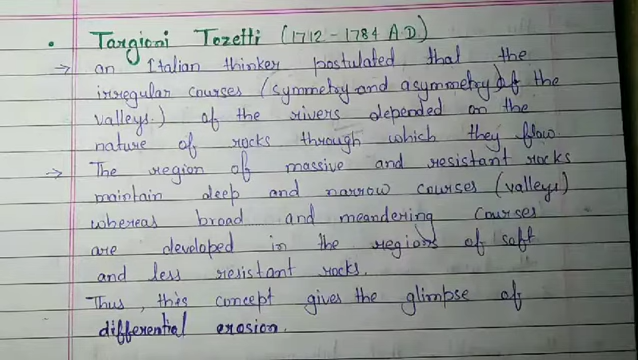 • Targioni Tozetti (1712 - 1784 A.D.)
→ an Italian thinker postulated that the
irregular courses (symmetry and asymmetry) of the
valleys.) of the rivers depended on the
nature of rocks through which they flow.
→ The region of massive and resistant rocks
maintain deep and narrow courses (valleys)
whereas broad and meandering courses
are developed in the regions of soft
and less resistant rocks.
Thus, this concept gives the glimpse of
differential erosion.